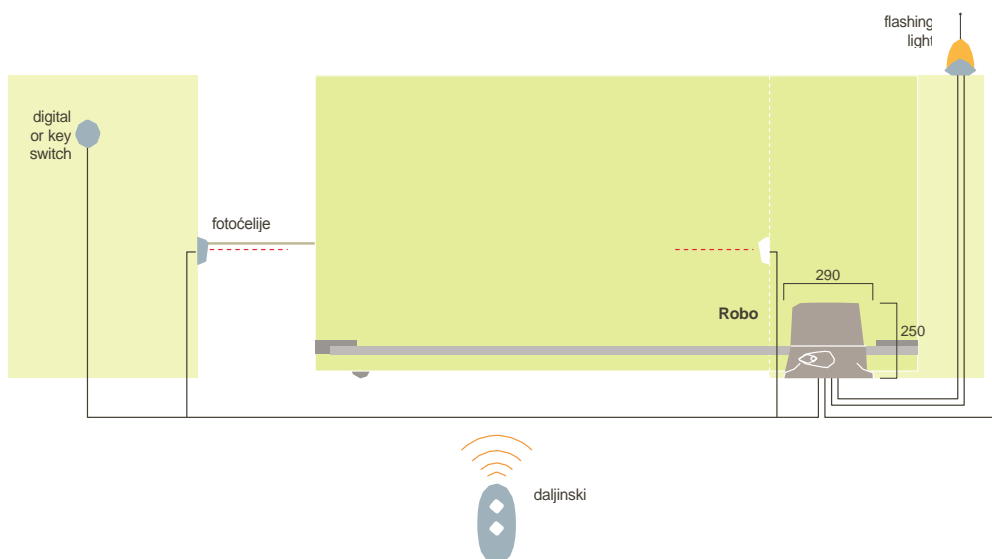 flashing
light
digital
or key
switch
fotoćelije
290
Robo
250
daljinski